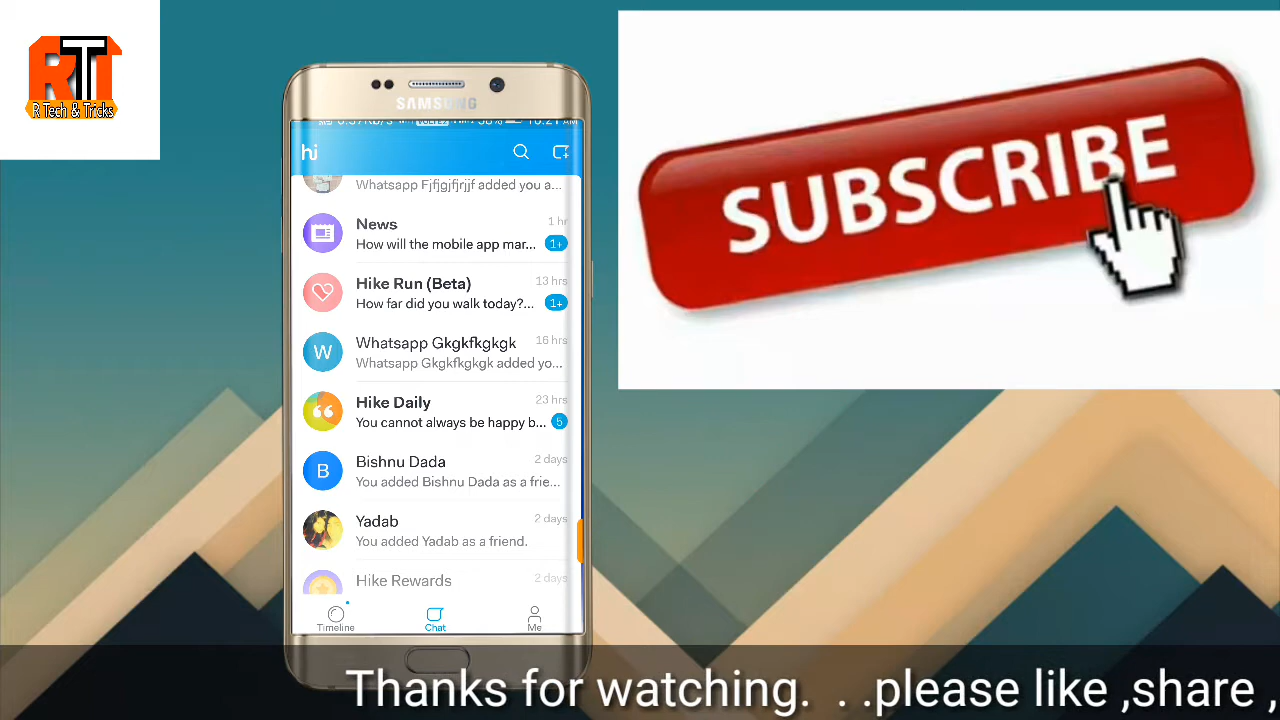 RT
R Tech & Tricks
SAMSUNG
10:21 AM
hi
Whatsapp Fjfjgjfjrjjf added you a...
News
1 hr
How will the mobile app mar...
1+
Hike Run (Beta)
13 hrs
How far did you walk today?...
1+
W
Whatsapp Gkgkfkgkgk
16 hrs
Whatsapp Gkgkfkgkgk added yo...
Hike Daily
23 hrs
You cannot always be happy b...
5
B
Bishnu Dada
2 days
You added Bishnu Dada as a frie...
Yadab
2 days
You added Yadab as a friend.
Hike Rewards
2 days
Timeline
Chat
Me
SUBSCRIBE
Thanks for watching. . .please like ,share ,